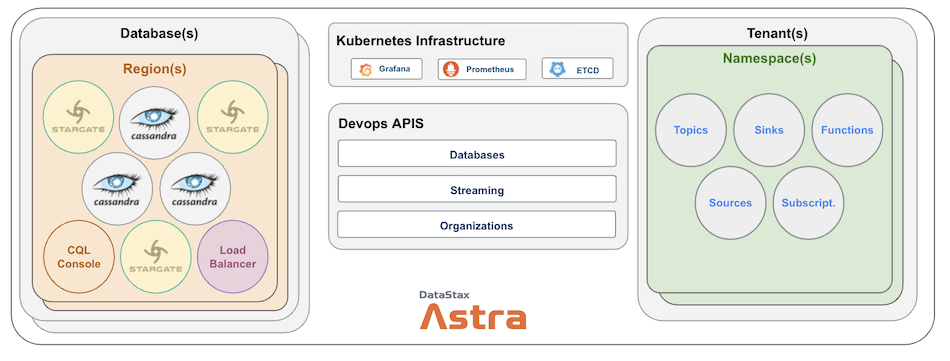 Database(s)
Region(s)
STARGATE
cassandra
STARGATE
cassandra
cassandra
CQL
Console
STARGATE
Load
Balancer
Kubernetes Infrastructure
Grafana
Prometheus
ETCD
Devops APIS
Databases
Streaming
Organizations
DataStax
Astra
Tenant(s)
Namespace(s)
Topics
Sinks
Functions
Sources
Subscript.